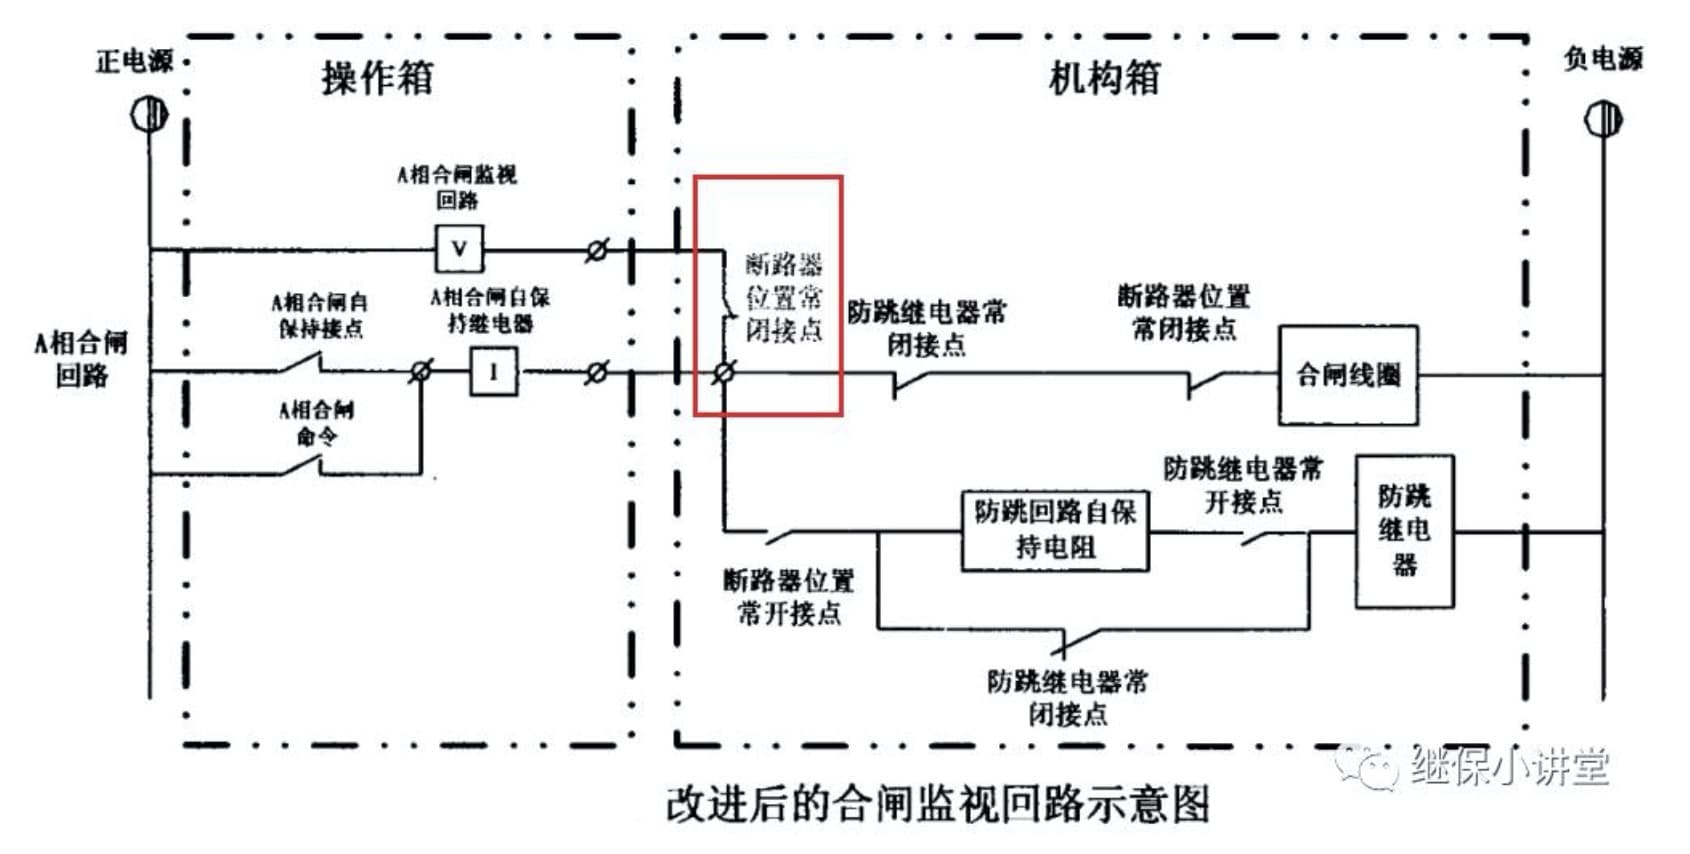 正电源
操作箱
机构箱
负电源
A相合闸监视
回路
V
断路器
位置常
闭接点
A相合闸自
保持接点
A相合闸自保
持继电器
防跳继电器常
闭接点
断路器位置
常闭接点
A相合闸
回路
I
合闸线圈
A相合闸
命令
防跳回路自保
持电阻
防跳继电器常
开接点
防跳
继电
器
断路器位置
常开接点
防跳继电器常
闭接点
继保小讲堂
改进后的合闸监视回路示意图